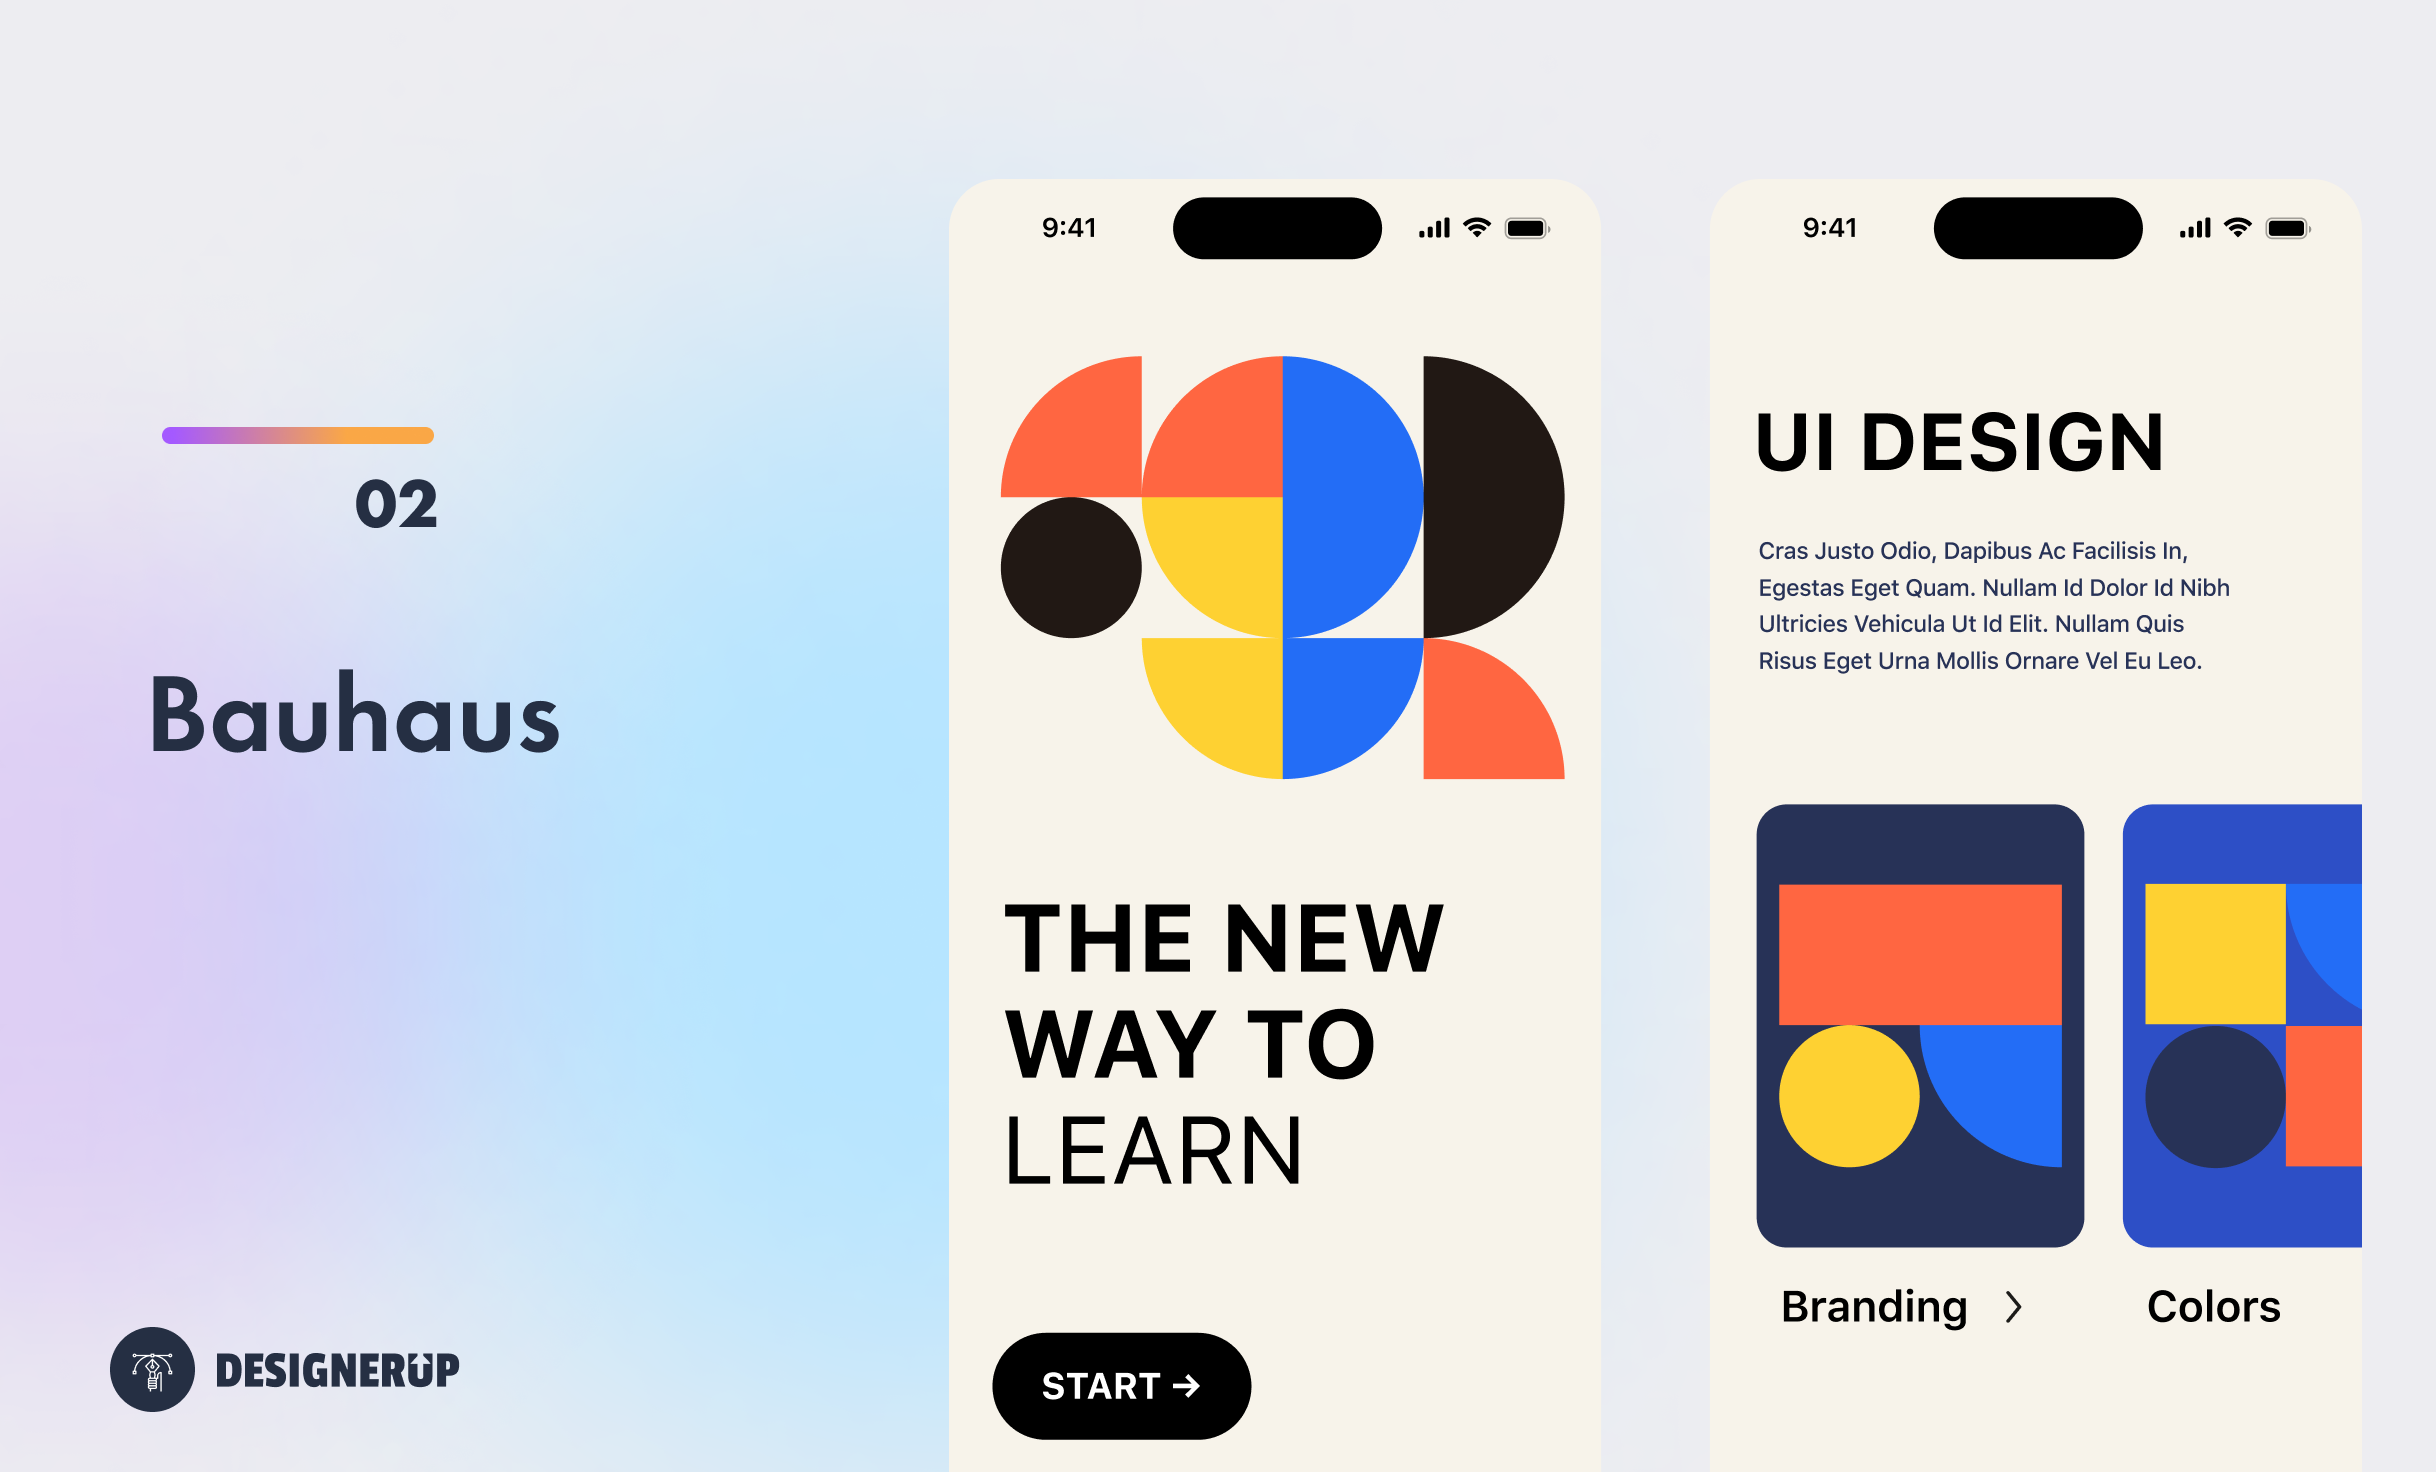 02
Bauhaus
DESIGNERUP
9:41
THE NEW
WAY TO
LEARN
START →
9:41
UI DESIGN
Cras Justo Odio, Dapibus Ac Facilisis In,
Egestas Eget Quam. Nullam Id Dolor Id Nibh
Ultricies Vehicula Ut Id Elit. Nullam Quis
Risus Eget Urna Mollis Ornare Vel Eu Leo.
Branding
Colors